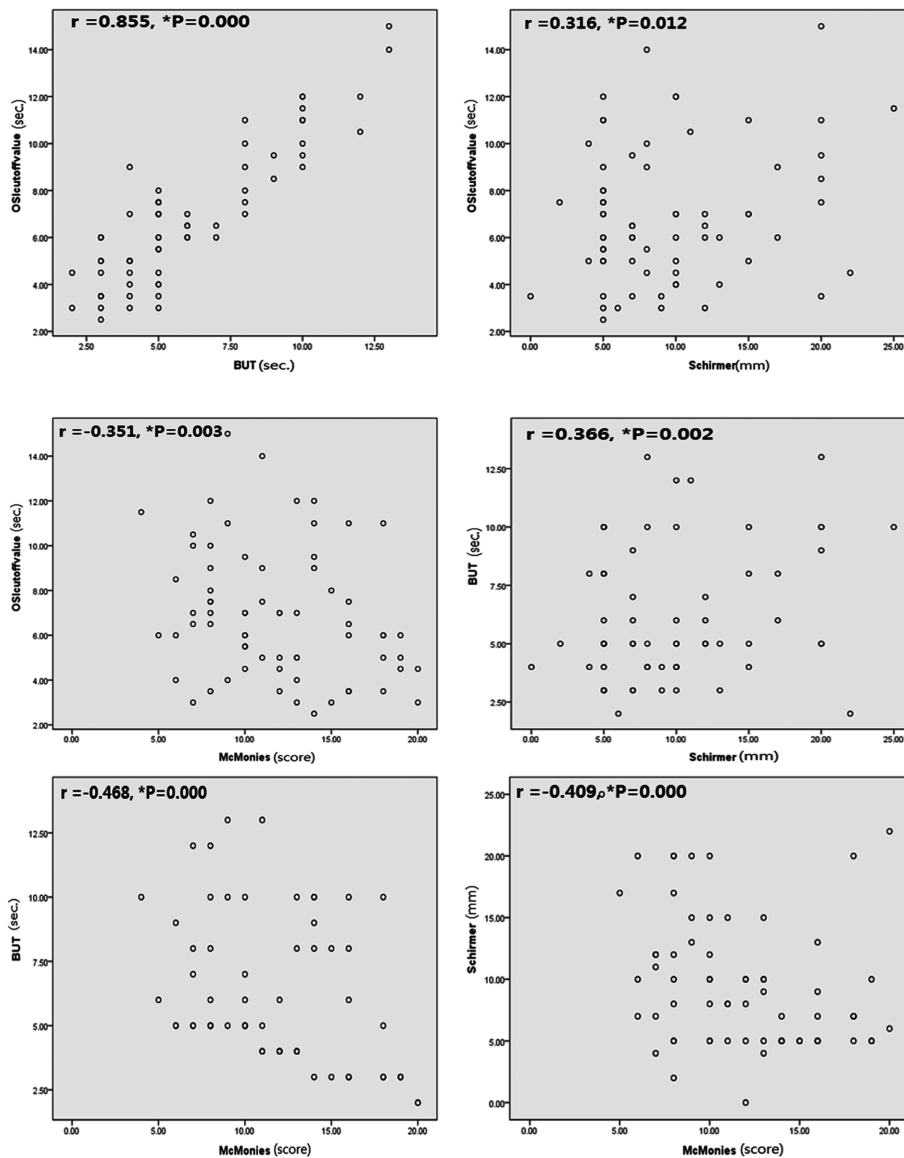 r =0.855, *P=0.000
14.00
12.00
10.00
8.00
6.00
4.00
2.00
OSIcutoffvalue (sec.)
2.50 5.00 7.50 10.00 12.50
BUT (sec.)
r =0.316, *P=0.012
14.00
12.00
10.00
8.00
6.00
4.00
2.00
OSIcutoffvalue (sec.)
0.00 5.00 10.00 15.00 20.00 25.00
Schirmer(mm)
r =-0.351, *P=0.003
14.00
12.00
10.00
8.00
6.00
4.00
2.00
OSIcutoffvalue (sec.)
0.00 5.00 10.00 15.00 20.00
McMonies (score)
r =0.366, *P=0.002
12.50
10.00
7.50
5.00
2.50
BUT (sec.)
0.00 5.00 10.00 15.00 20.00 25.00
Schirmer (mm)
r =-0.468, *P=0.000
12.50
10.00
7.50
5.00
2.50
BUT (sec.)
0.00 5.00 10.00 15.00 20.00
McMonies (score)
r =-0.409, *P=0.000
25.00
20.00
15.00
10.00
5.00
0.00
Schirmer (mm)
0.00 5.00 10.00 15.00 20.00
McMonies (score)